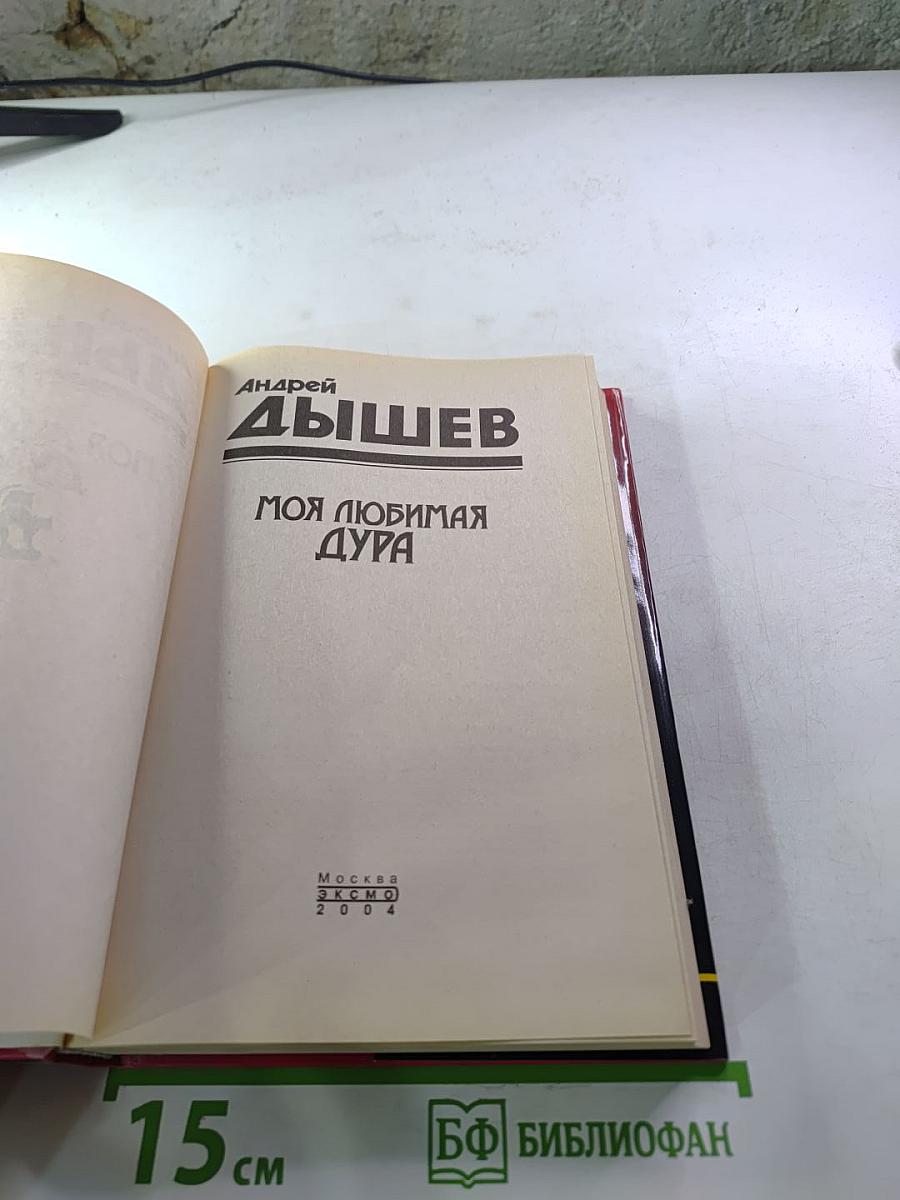 Андрей
ДЫШЕВ
МОЯ ЛЮБИМАЯ
ДУРА
Москва
ЭКСМО
2004
15 см
БФ БИБЛИОФАН